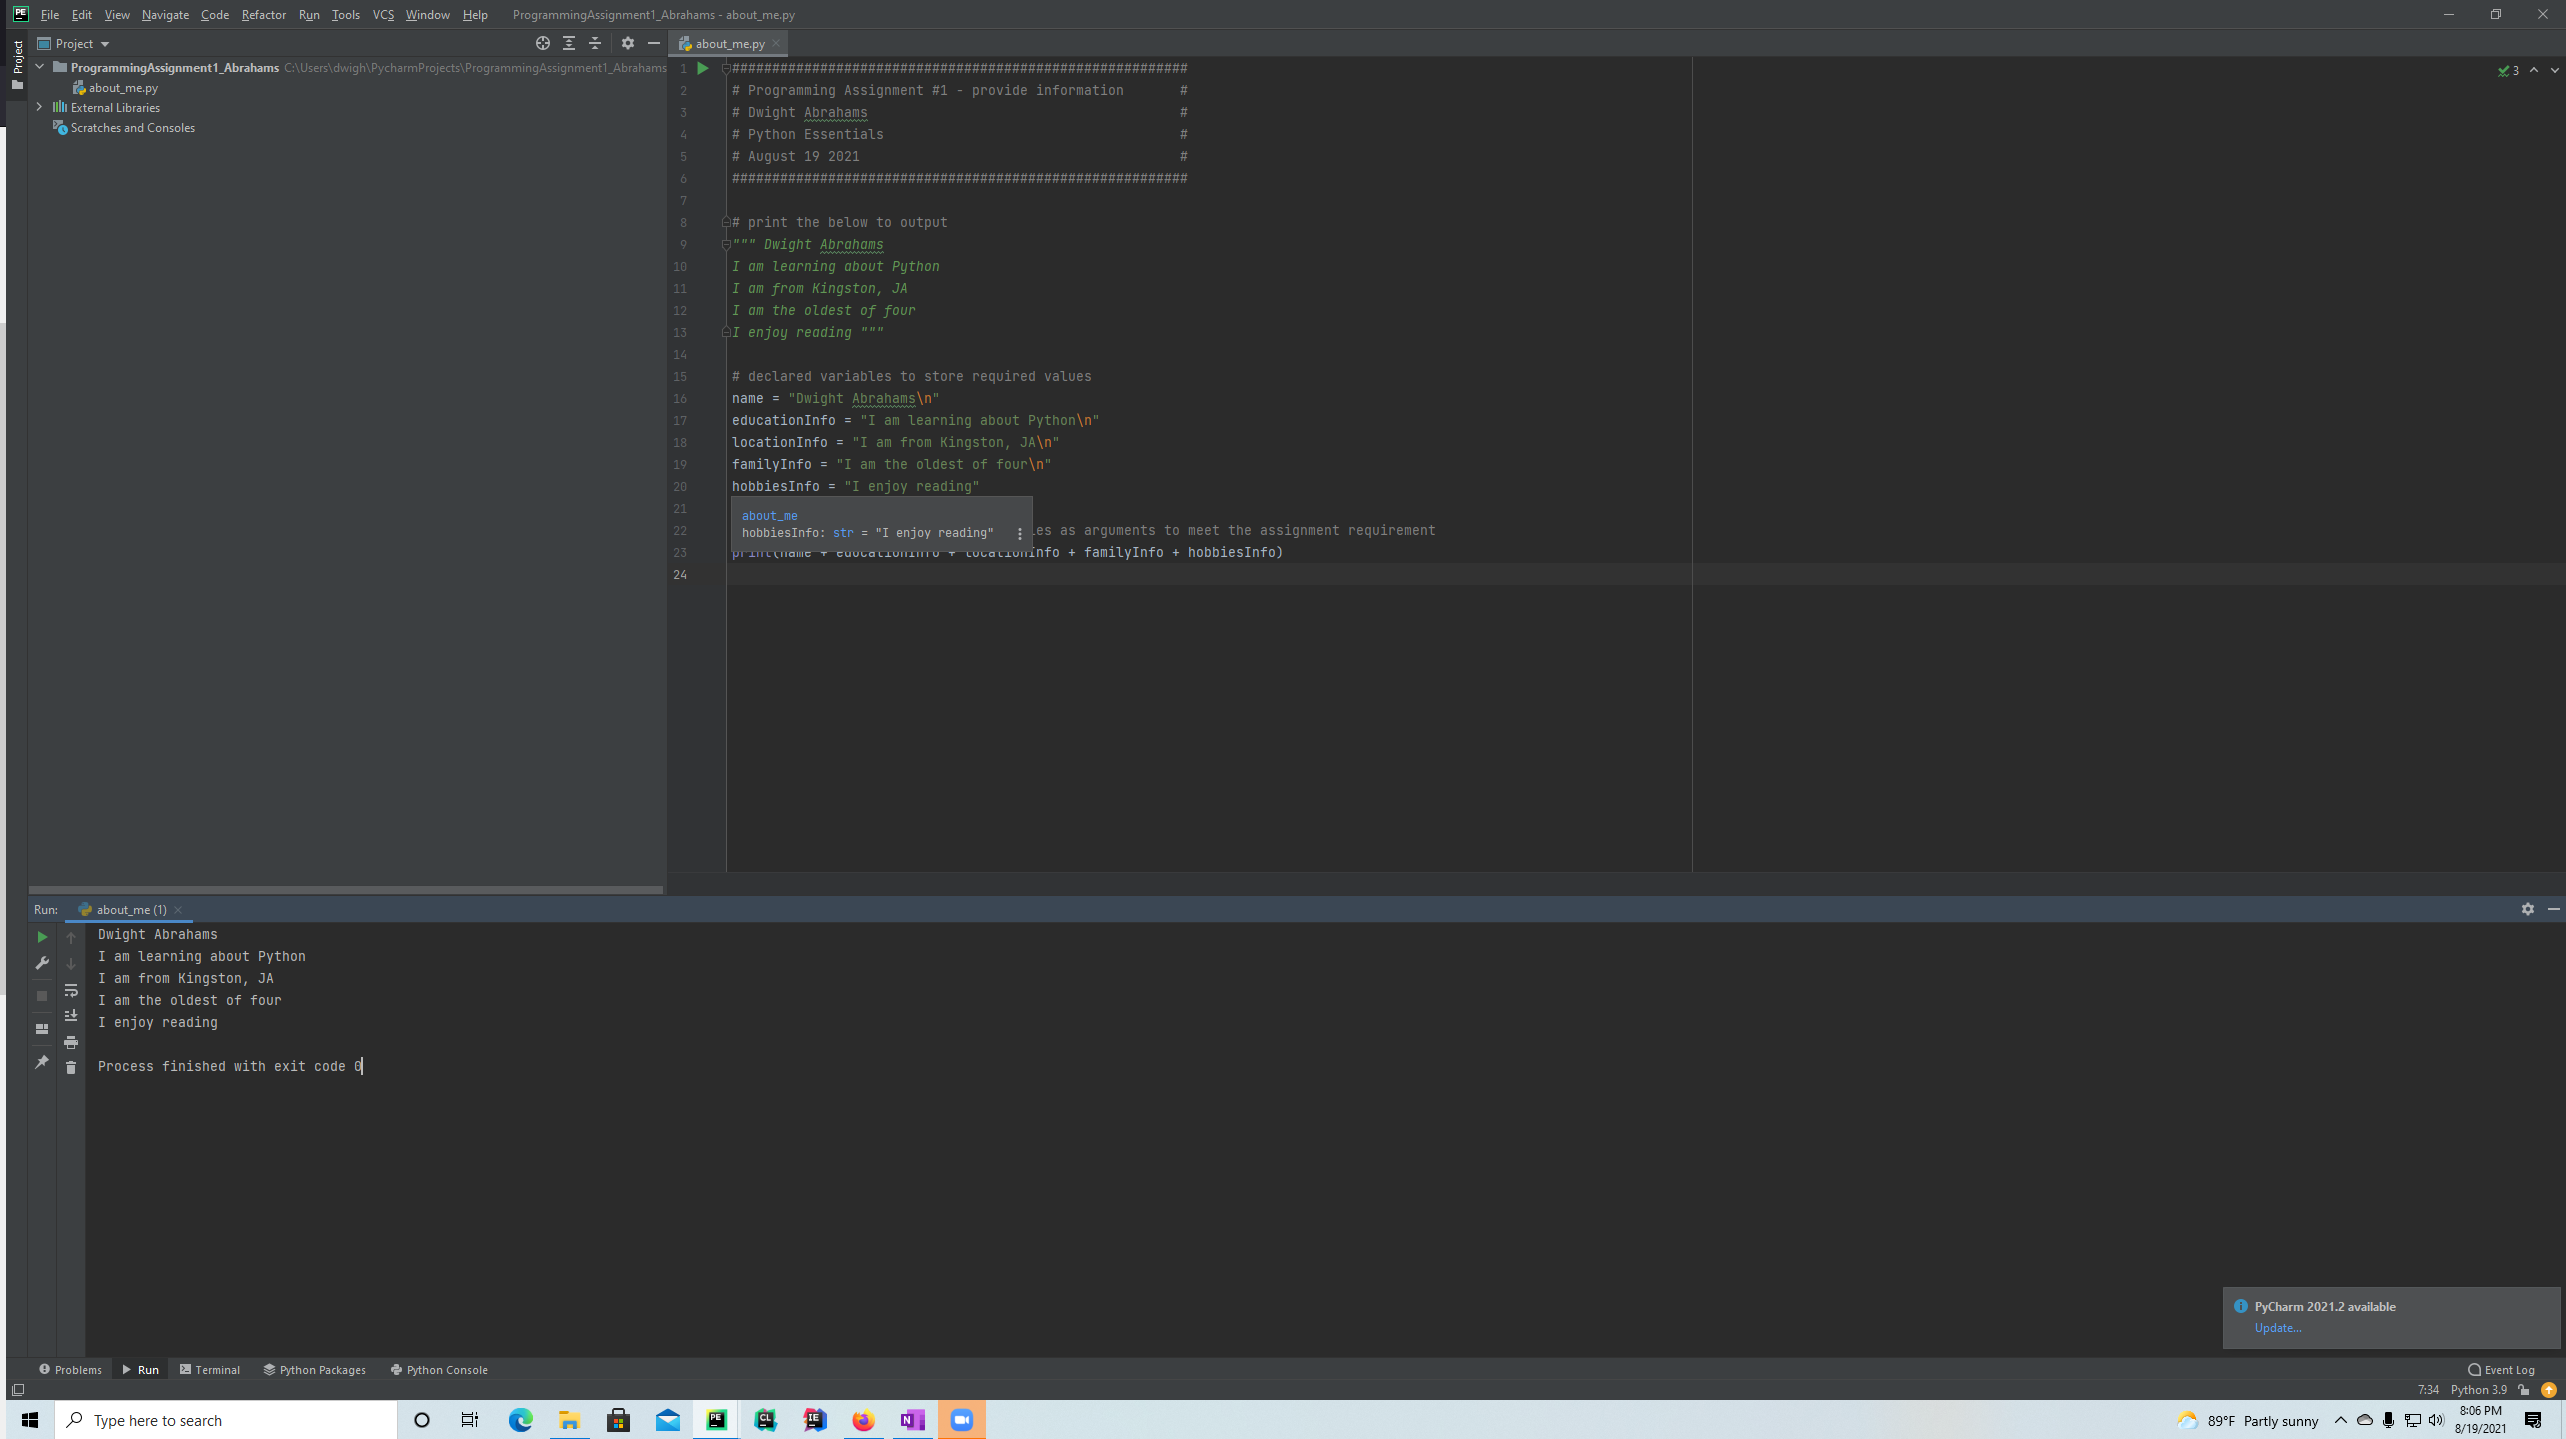 PE File Edit View Navigate Code Refactor Run Tools VCS Window Help ProgrammingAssignment1_Abrahams - about_me.py
Project
Project
about_me.py
ProgrammingAssignment1_Abrahams C:\Users\dwigh\PycharmProjects\ProgrammingAssignment1_Abrahams
about_me.py
External Libraries
Scratches and Consoles
3
1 #########################################################
2 # Programming Assignment #1 - provide information #
3 # Dwight Abrahams #
4 # Python Essentials #
5 # August 19 2021 #
6 #########################################################
7
8 # print the below to output
9 """ Dwight Abrahams
10 I am learning about Python
11 I am from Kingston, JA
12 I am the oldest of four
13 I enjoy reading """
14
15 # declared variables to store required values
16 name = "Dwight Abrahams\n"
17 educationInfo = "I am learning about Python\n"
18 locationInfo = "I am from Kingston, JA\n"
19 familyInfo = "I am the oldest of four\n"
20 hobbiesInfo = "I enjoy reading"
21
about_me
hobbiesInfo: str = "I enjoy reading"
22 es as arguments to meet the assignment requirement
23 print(name + educationInfo + locationInfo + familyInfo + hobbiesInfo)
24
Run: about_me (1)
Dwight Abrahams
I am learning about Python
I am from Kingston, JA
I am the oldest of four
I enjoy reading
Process finished with exit code 0
PyCharm 2021.2 available
Update...
Problems Run Terminal Python Packages Python Console Event Log
7:34 Python 3.9
Type here to search PE CL IE N 89°F Partly sunny 8:06 PM
8/19/2021